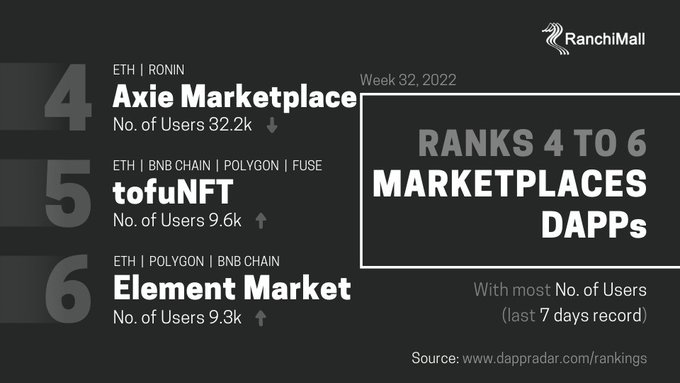 RanchiMall
4
ETH | RONIN
Axie Marketplace
No. of Users 32.2k
5
ETH | BNB CHAIN | POLYGON | FUSE
tofuNFT
No. of Users 9.6k
6
ETH | POLYGON | BNB CHAIN
Element Market
No. of Users 9.3k
Week 32, 2022
RANKS 4 TO 6
MARKETPLACES
DAPPs
With most No. of Users
(last 7 days record)
Source: www.dappradar.com/rankings